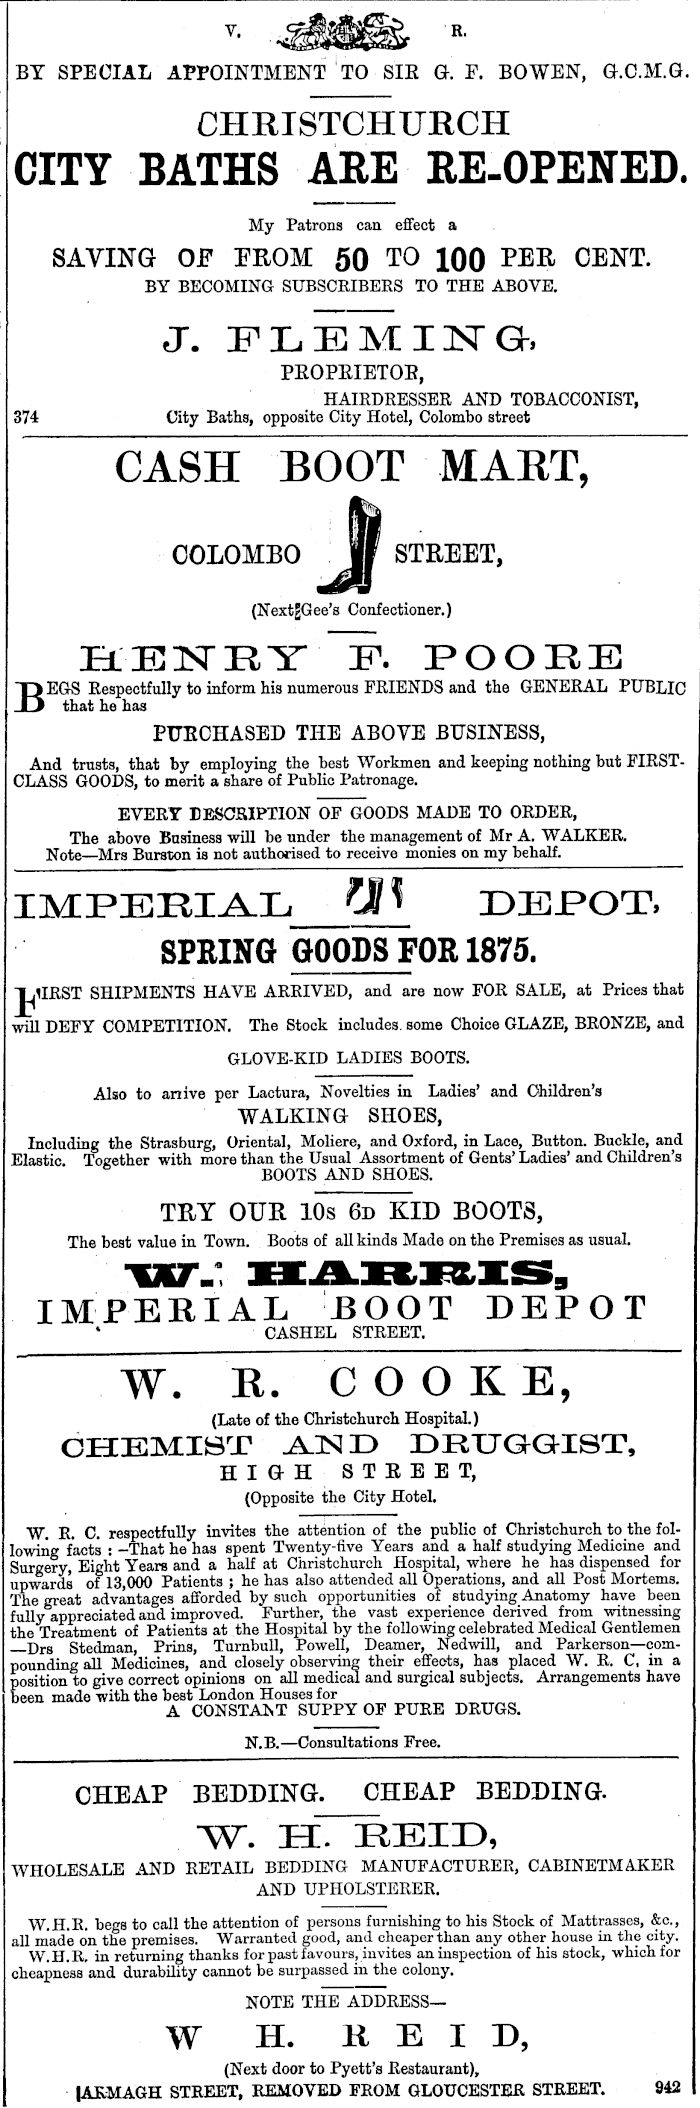 V. R.
BY SPECIAL APPOINTMENT TO SIR G. F. BOWEN, G.C.M.G.
CHRISTCHURCH
CITY BATHS ARE RE-OPENED.
My Patrons can effect a
SAVING OF FROM 50 TO 100 PER CENT.
BY BECOMING SUBSCRIBERS TO THE ABOVE.
J. FLEMING,
PROPRIETOR,
HAIRDRESSER AND TOBACCONIST,
374 City Baths, opposite City Hotel, Colombo street
CASH BOOT MART,
COLOMBO STREET,
(Next Gee's Confectioner.)
HENRY F. POORE
BEGS Respectfully to inform his numerous FRIENDS and the GENERAL PUBLIC
that he has
PURCHASED THE ABOVE BUSINESS,
And trusts, that by employing the best Workmen and keeping nothing but FIRST-
CLASS GOODS, to merit a share of Public Patronage.
EVERY DESCRIPTION OF GOODS MADE TO ORDER,
The above Business will be under the management of Mr A. WALKER.
Note—Mrs Burston is not authorised to receive monies on my behalf.
IMPERIAL DEPOT,
SPRING GOODS FOR 1875.
FIRST SHIPMENTS HAVE ARRIVED, and are now FOR SALE, at Prices that
will DEFY COMPETITION. The Stock includes some Choice GLAZE, BRONZE, and
GLOVE-KID LADIES BOOTS.
Also to arrive per Lactura, Novelties in Ladies' and Children's
WALKING SHOES,
Including the Strasburg, Oriental, Moliere, and Oxford, in Lace, Button. Buckle, and
Elastic. Together with more than the Usual Assortment of Gents' Ladies' and Children's
BOOTS AND SHOES.
TRY OUR 10s 6D KID BOOTS,
The best value in Town. Boots of all kinds Made on the Premises as usual.
W. HARRIS,
IMPERIAL BOOT DEPOT
CASHEL STREET.
W. R. COOKE,
(Late of the Christchurch Hospital.)
CHEMIST AND DRUGGIST,
HIGH STREET,
(Opposite the City Hotel.
W. R. C. respectfully invites the attention of the public of Christchurch to the fol-
lowing facts : —That he has spent Twenty-five Years and a half studying Medicine and
Surgery, Eight Years and a half at Christchurch Hospital, where he has dispensed for
upwards of 13,000 Patients ; he has also attended all Operations, and all Post Mortems.
The great advantages afforded by such opportunities of studying Anatomy have been
fully appreciated and improved. Further, the vast experience derived from witnessing
the Treatment of Patients at the Hospital by the following celebrated Medical Gentlemen
—Drs Stedman, Prins, Turnbull, Powell, Deamer, Nedwill, and Parkerson—com-
pounding all Medicines, and closely observing their effects, has placed W. R. C, in a
position to give correct opinions on all medical and surgical subjects. Arrangements have
been made with the best London Houses for
A CONSTANT SUPPY OF PURE DRUGS.
N.B.—Consultations Free.
CHEAP BEDDING. CHEAP BEDDING.
W. H. REID,
WHOLESALE AND RETAIL BEDDING MANUFACTURER, CABINETMAKER
AND UPHOLSTERER.
W.H.R. begs to call the attention of persons furnishing to his Stock of Mattrasses, &c.,
all made on the premises. Warranted good, and cheaper than any other house in the city.
W.H.R. in returning thanks for past favours, invites an inspection of his stock, which for
cheapness and durability cannot be surpassed in the colony.
NOTE THE ADDRESS—
W H. REID,
(Next door to Pyett's Restaurant),
ARMAGH STREET, REMOVED FROM GLOUCESTER STREET. 942